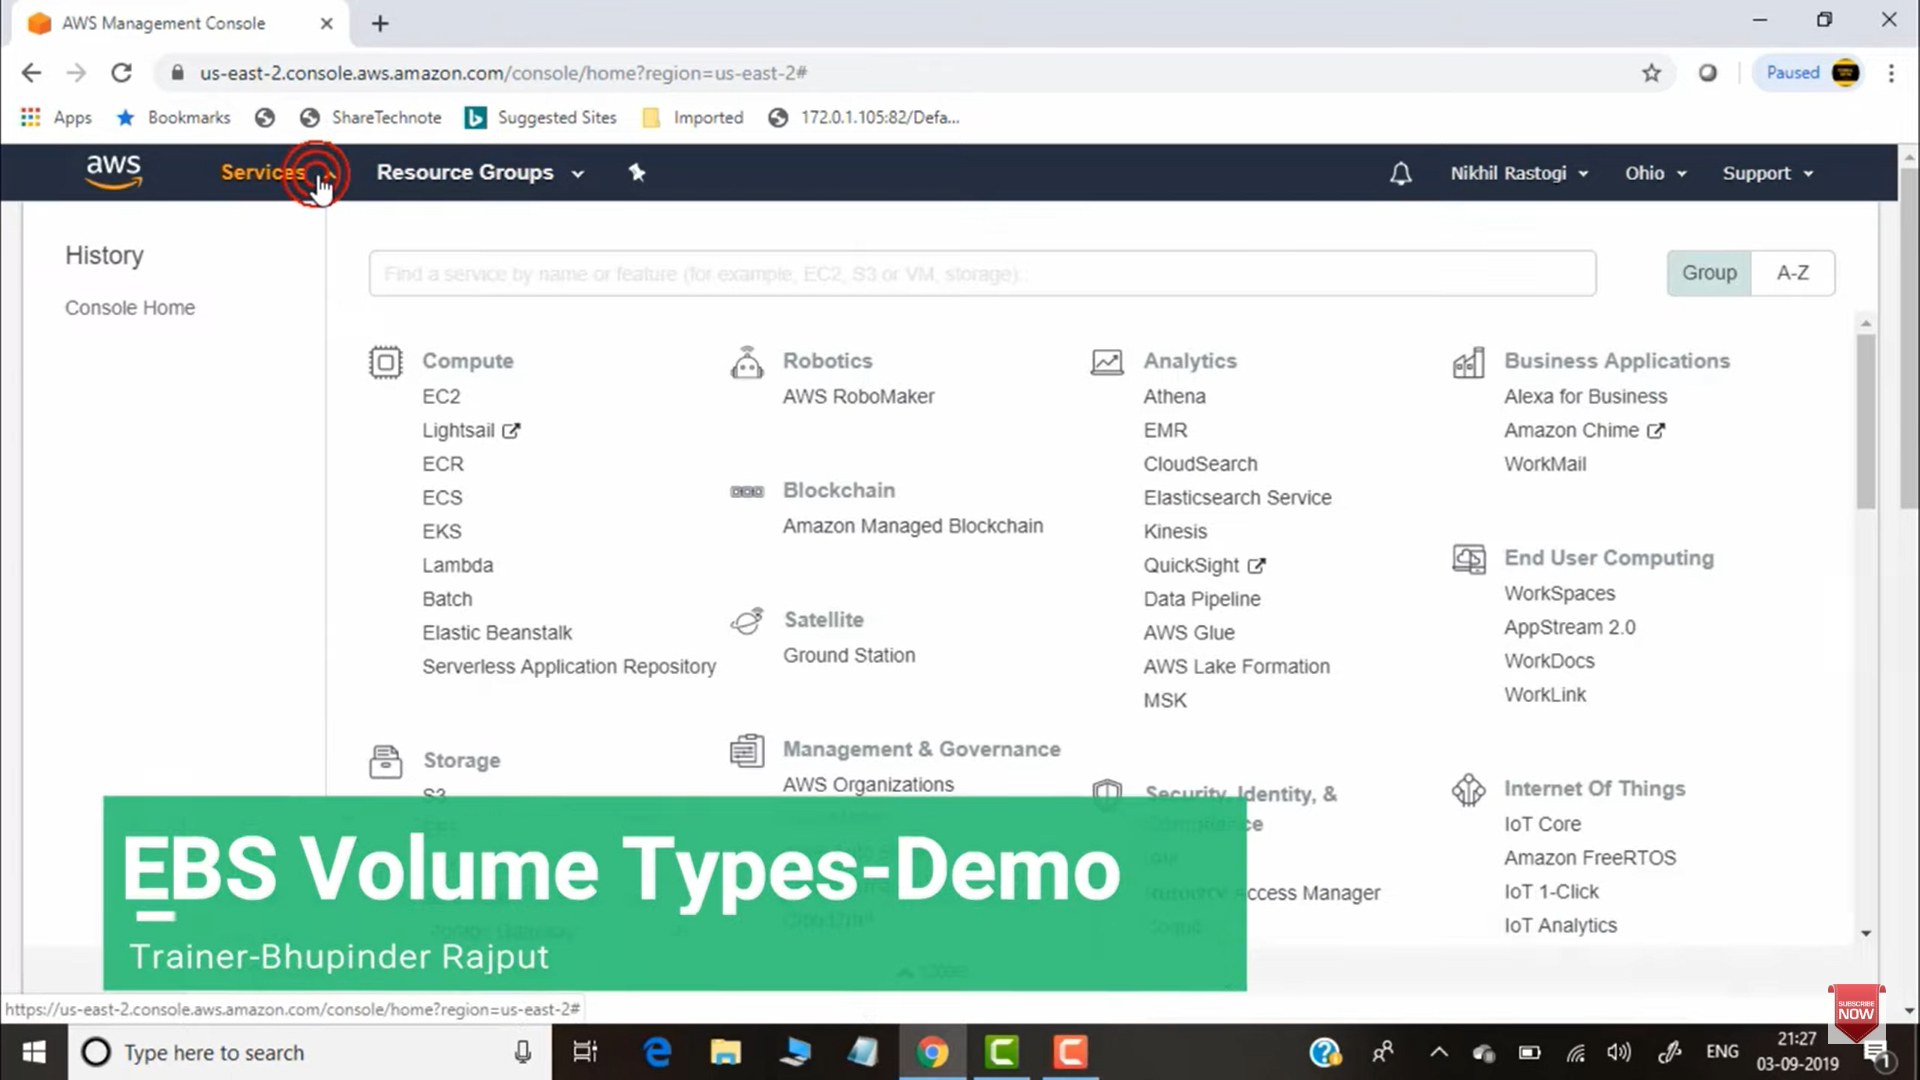 AWS Management Console
us-east-2.console.aws.amazon.com/console/home?region=us-east-2#
Paused
Apps
Bookmarks
ShareTechnote
Suggested Sites
Imported
172.0.1.105:82/Defa...
aws
Services
Resource Groups
Nikhil Rastogi
Ohio
Support
History
Console Home
Find a service by name or feature (for example, EC2, S3 or VM, storage).
Group
A-Z
Compute
EC2
Lightsail
ECR
ECS
EKS
Lambda
Batch
Elastic Beanstalk
Serverless Application Repository
Storage
S3
Robotics
AWS RoboMaker
Blockchain
Amazon Managed Blockchain
Satellite
Ground Station
Management & Governance
AWS Organizations
Analytics
Athena
EMR
CloudSearch
Elasticsearch Service
Kinesis
QuickSight
Data Pipeline
AWS Glue
AWS Lake Formation
MSK
Security, Identity, &
Access Manager
Business Applications
Alexa for Business
Amazon Chime
WorkMail
End User Computing
WorkSpaces
AppStream 2.0
WorkDocs
WorkLink
Internet Of Things
IoT Core
Amazon FreeRTOS
IoT 1-Click
IoT Analytics
EBS Volume Types-Demo
Trainer-Bhupinder Rajput
https://us-east-2.console.aws.amazon.com/console/home?region=us-east-2#
SUBSCRIBE
NOW
Type here to search
ENG
21:27
03-09-2019
1